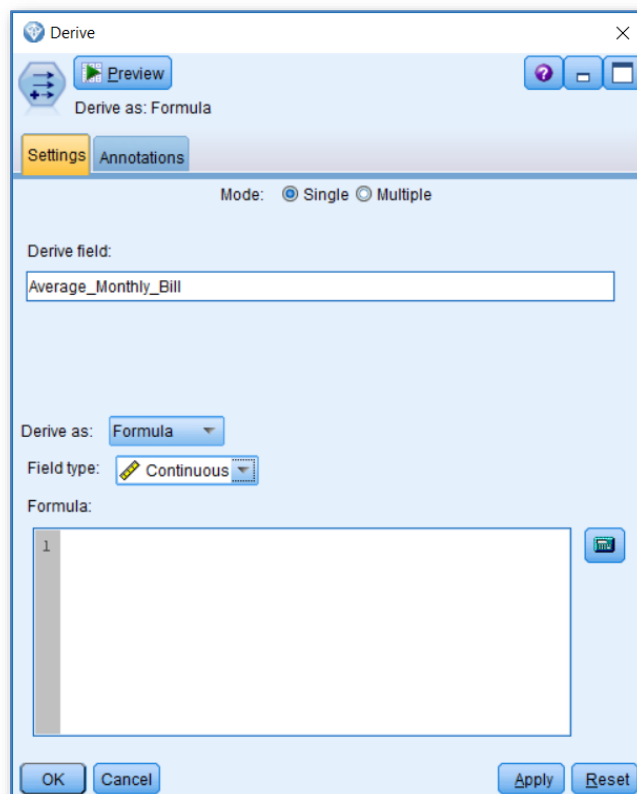 Derive
Preview
Derive as: Formula
Settings Annotations
Mode: Single Multiple
Derive field:
Average_Monthly_Bill
Derive as: Formula
Field type: Continuous
Formula:
1
OK Cancel Apply Reset